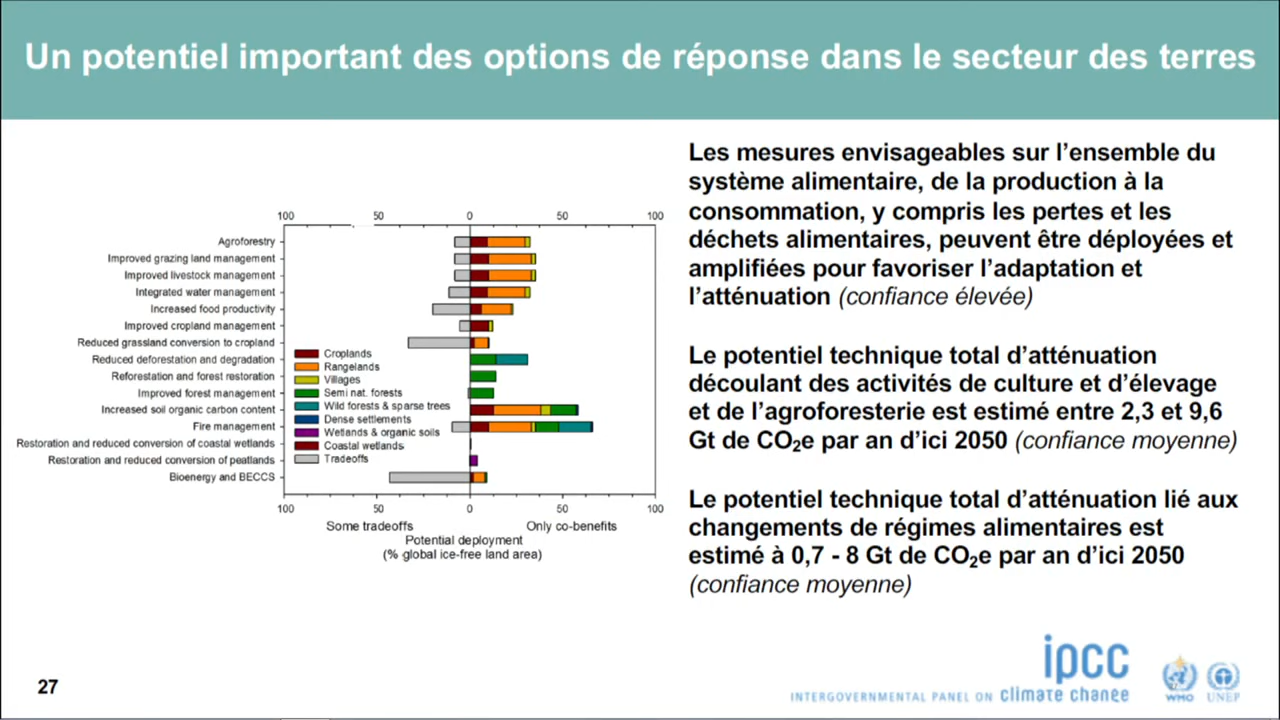 Un potentiel important des options de réponse dans le secteur des terres
100 50 0 50 100
Agroforestry
Improved grazing land management
Improved livestock management
Integrated water management
Increased food productivity
Improved cropland management
Reduced grassland conversion to cropland
Reduced deforestation and degradation
Reforestation and forest restoration
Improved forest management
Increased soil organic carbon content
Fire management
Restoration and reduced conversion of coastal wetlands
Restoration and reduced conversion of peatlands
Bioenergy and BECCS
Croplands
Rangelands
Villages
Semi nat. forests
Wild forests & sparse trees
Dense settlements
Wetlands & organic soils
Coastal wetlands
Tradeoffs
100 50 0 50 100
Some tradeoffs Only co-benefits
Potential deployment
(% global ice-free land area)
Les mesures envisageables sur l’ensemble du
système alimentaire, de la production à la
consommation, y compris les pertes et les
déchets alimentaires, peuvent être déployées et
amplifiées pour favoriser l’adaptation et
l’atténuation (confiance élevée)
Le potentiel technique total d’atténuation
découlant des activités de culture et d’élevage
et de l’agroforesterie est estimé entre 2,3 et 9,6
Gt de CO₂e par an d’ici 2050 (confiance moyenne)
Le potentiel technique total d’atténuation lié aux
changements de régimes alimentaires est
estimé à 0,7 - 8 Gt de CO₂e par an d’ici 2050
(confiance moyenne)
27
ipcc
INTERGOVERNMENTAL PANEL ON climate change
WMO UNEP